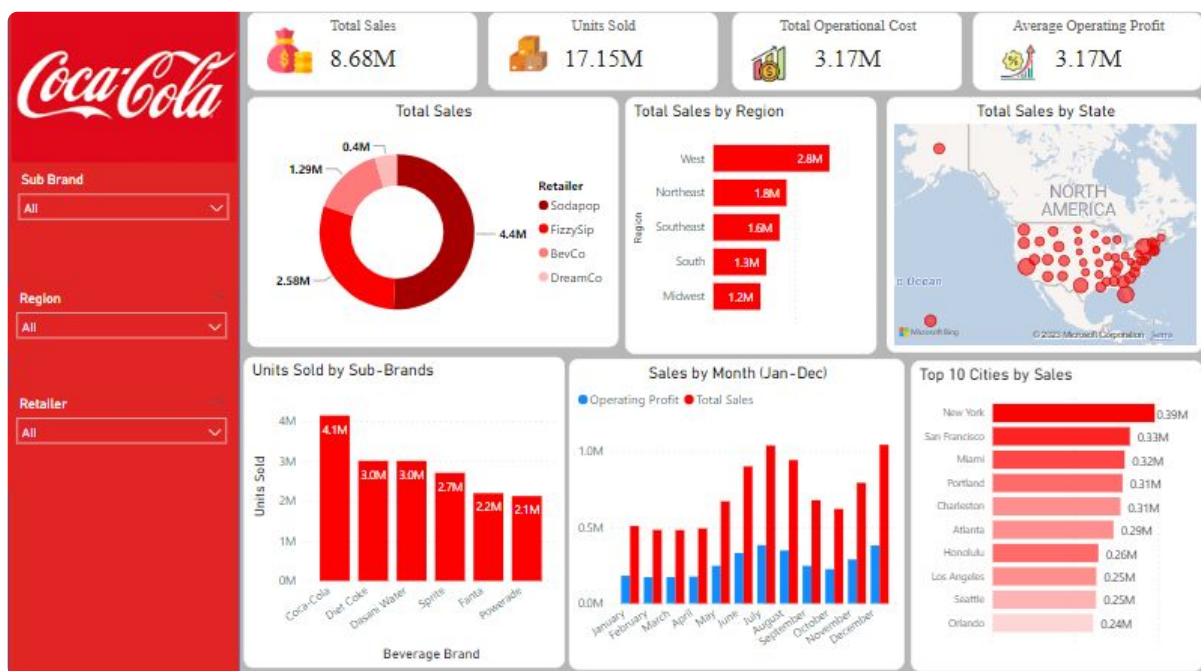 Coca-Cola
Sub Brand
All
Region
All
Retailer
All
Total Sales
8.68M
Units Sold
17.15M
Total Operational Cost
3.17M
Average Operating Profit
3.17M
Total Sales
0.4M
1.29M
2.58M
4.4M
Retailer
Sodapop
FizzySip
BevCo
DreamCo
Total Sales by Region
Region
West 2.8M
Northeast 1.8M
Southeast 1.6M
South 1.3M
Midwest 1.2M
Total Sales by State
NORTH
AMERICA
c Ocean
Microsoft Bing
© 2023 Microsoft Corporation Terms
Units Sold by Sub-Brands
Units Sold
4M
3M
2M
1M
0M
4.1M 3.0M 3.0M 2.7M 2.2M 2.1M
Coca-Cola Diet Coke Dasani Water Sprite Fanta Powerade
Beverage Brand
Sales by Month (Jan-Dec)
Operating Profit Total Sales
1.0M
0.5M
0.0M
January February March April May June July August September October November December
Top 10 Cities by Sales
New York 0.39M
San Francisco 0.33M
Miami 0.32M
Portland 0.31M
Charleston 0.31M
Atlanta 0.29M
Honolulu 0.26M
Los Angeles 0.25M
Seattle 0.25M
Orlando 0.24M